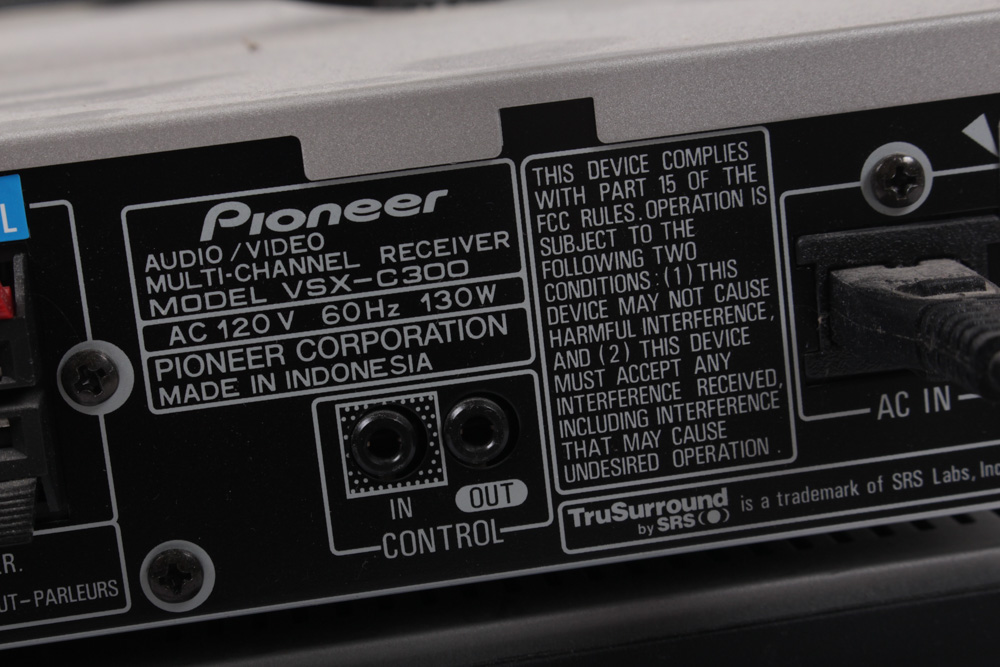 L
Pioneer
AUDIO/VIDEO
MULTI-CHANNEL RECEIVER
MODEL VSX-C300
AC 120V 60Hz 130W
PIONEER CORPORATION
MADE IN INDONESIA
THIS DEVICE COMPLIES
WITH PART 15 OF THE
FCC RULES. OPERATION IS
SUBJECT TO THE
FOLLOWING TWO
CONDITIONS: (1) THIS
DEVICE MAY NOT CAUSE
HARMFUL INTERFERENCE,
AND (2) THIS DEVICE
MUST ACCEPT ANY
INTERFERENCE RECEIVED,
INCLUDING INTERFERENCE
THAT MAY CAUSE
UNDESIRED OPERATION.
AC IN
IN
OUT
CONTROL
TruSurround
by SRS
is a trademark of SRS Labs, Inc
R.
UT-PARLEURS